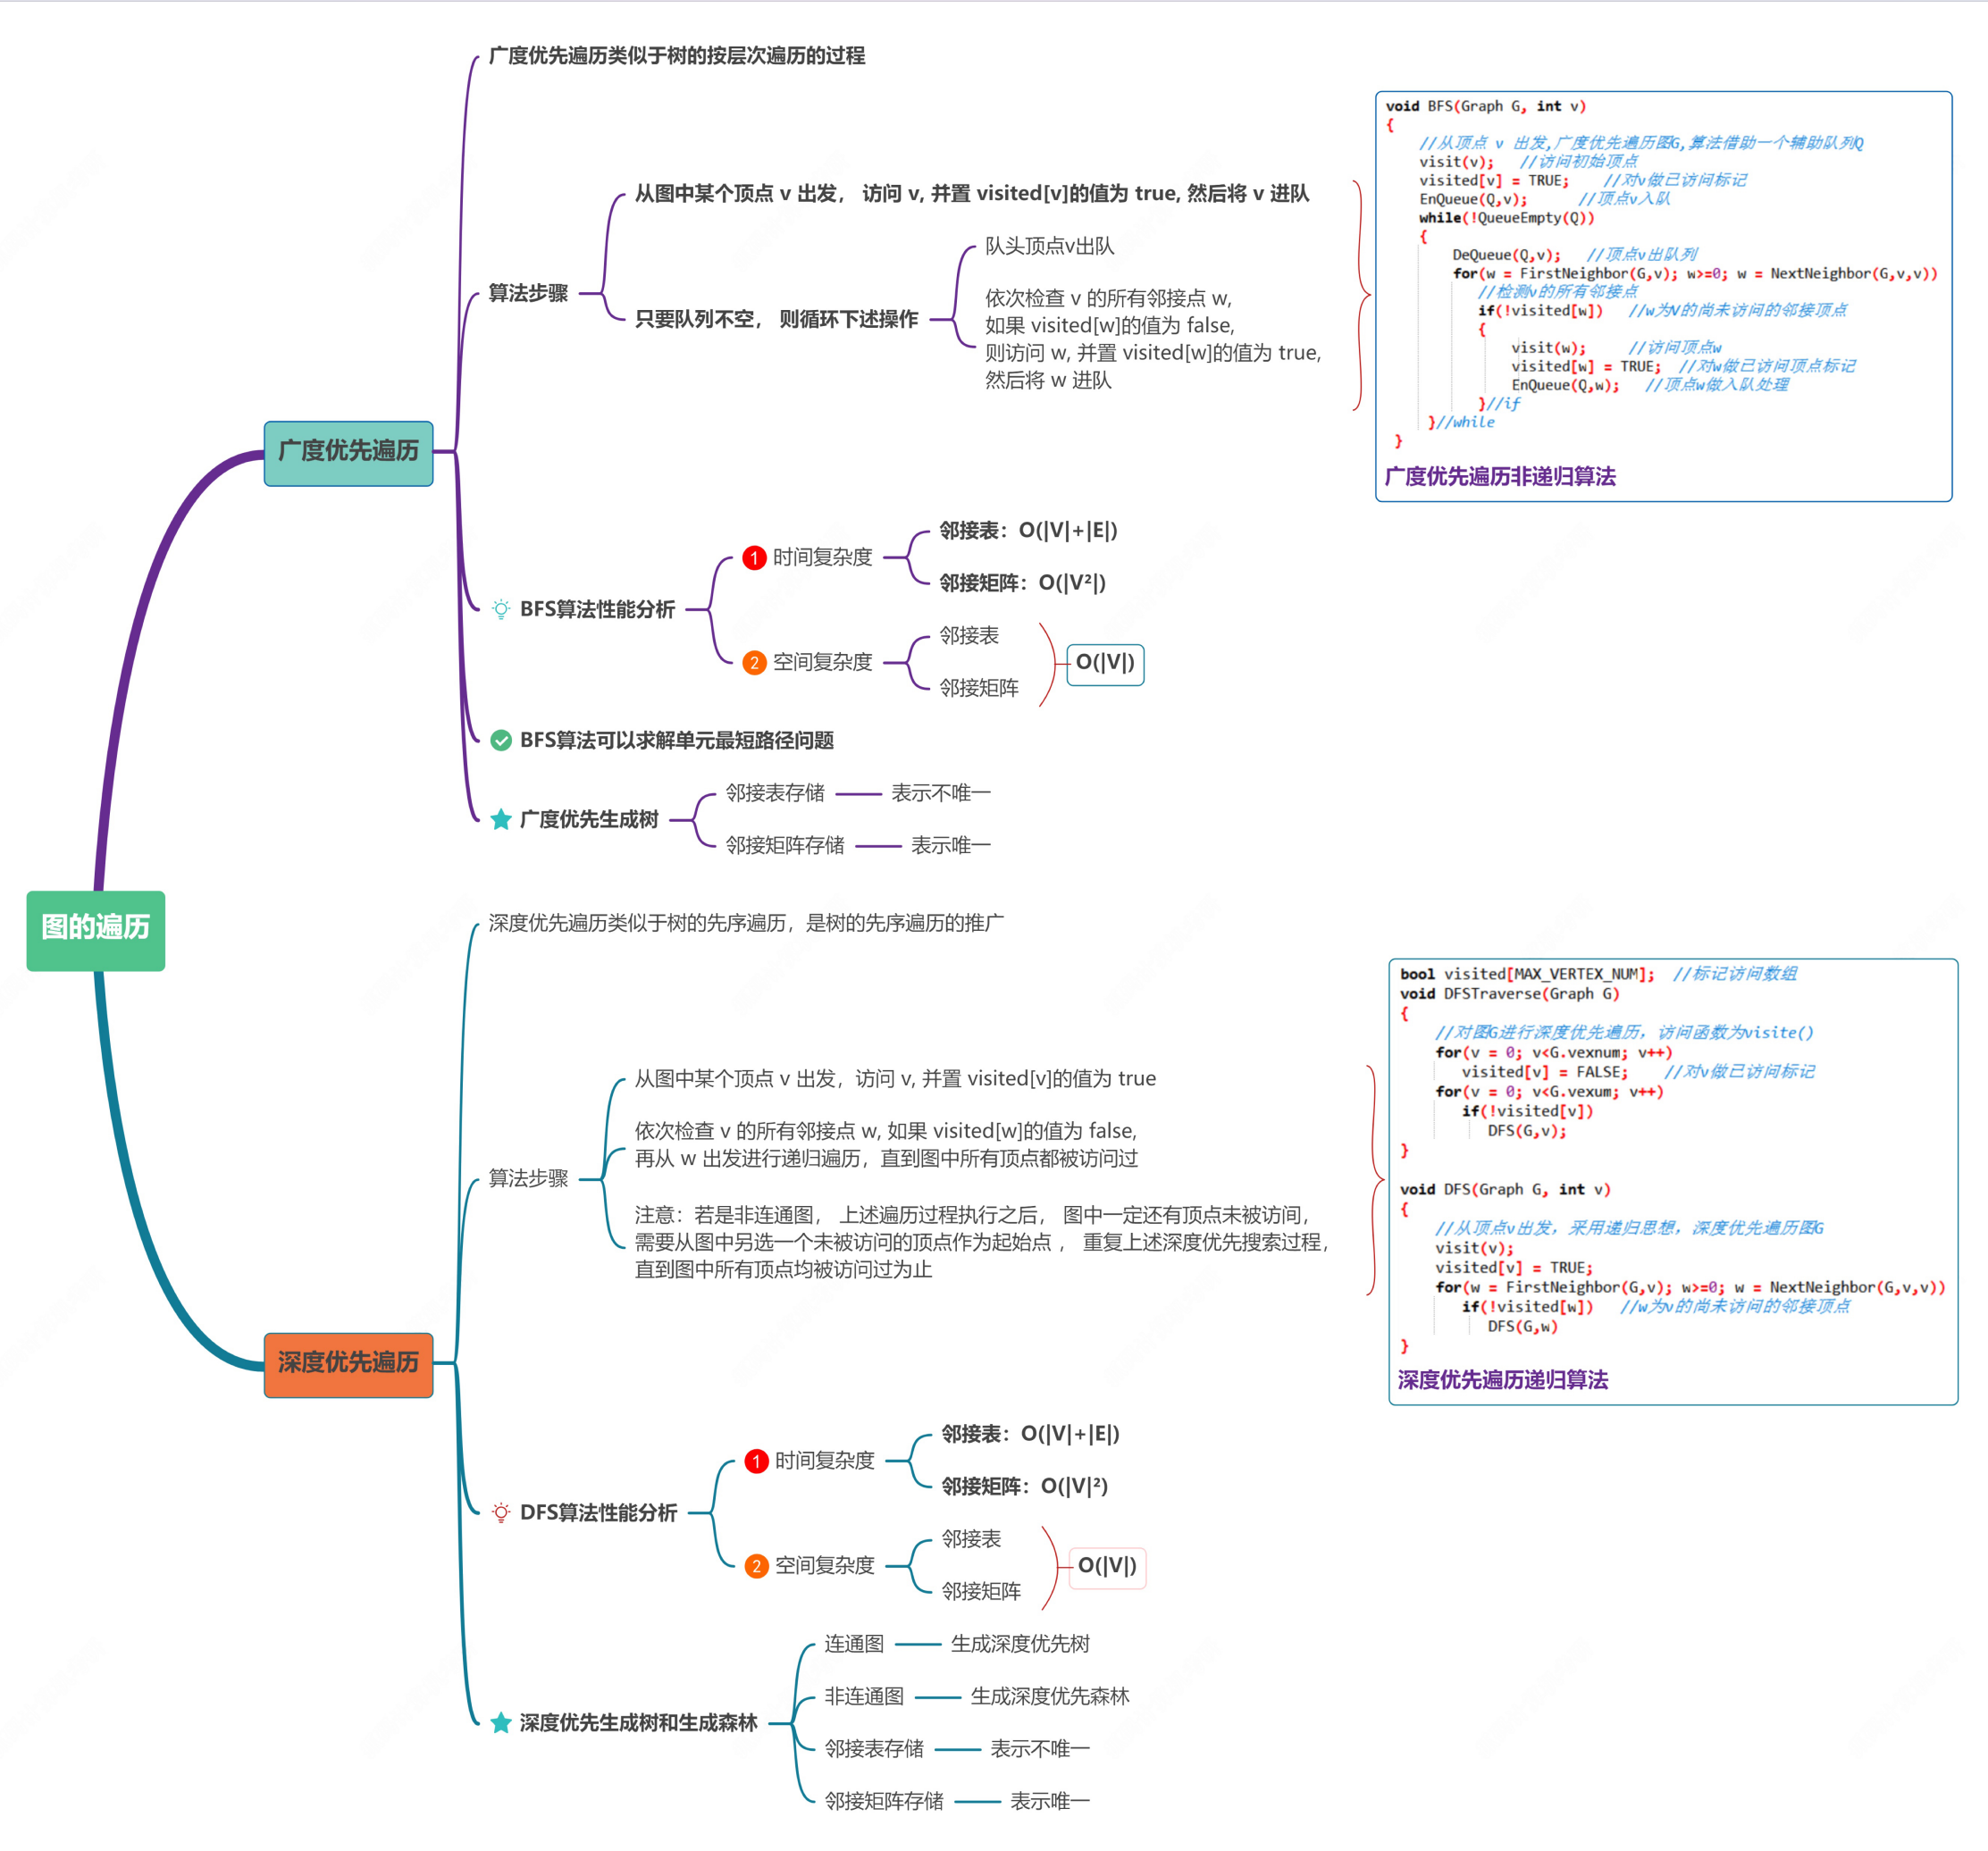 图的遍历
广度优先遍历
广度优先遍历类似于树的按层次遍历的过程
算法步骤
从图中某个顶点 v 出发， 访问 v, 并置 visited[v]的值为 true, 然后将 v 进队
只要队列不空， 则循环下述操作
队头顶点v出队
依次检查 v 的所有邻接点 w,
如果 visited[w]的值为 false,
则访问 w, 并置 visited[w]的值为 true,
然后将 w 进队
void BFS(Graph G, int v)
{
//从顶点 v 出发,广度优先遍历图G,算法借助一个辅助队列Q
visit(v); //访问初始顶点
visited[v] = TRUE; //对v做已访问标记
EnQueue(Q,v); //顶点v入队
while(!QueueEmpty(Q))
{
DeQueue(Q,v); //顶点v出队列
for(w = FirstNeighbor(G,v); w>=0; w = NextNeighbor(G,v,v))
//检测v的所有邻接点
if(!visited[w]) //w为V的尚未访问的邻接顶点
{
visit(w); //访问顶点w
visited[w] = TRUE; //对w做已访问顶点标记
EnQueue(Q,w); //顶点w做入队处理
}//if
}//while
}
广度优先遍历非递归算法
BFS算法性能分析
1 时间复杂度
邻接表：O(|V|+|E|)
邻接矩阵：O(|V²|)
2 空间复杂度
邻接表
邻接矩阵
O(|V|)
BFS算法可以求解单元最短路径问题
广度优先生成树
邻接表存储
表示不唯一
邻接矩阵存储
表示唯一
深度优先遍历
深度优先遍历类似于树的先序遍历，是树的先序遍历的推广
算法步骤
从图中某个顶点 v 出发，访问 v, 并置 visited[v]的值为 true
依次检查 v 的所有邻接点 w, 如果 visited[w]的值为 false,
再从 w 出发进行递归遍历，直到图中所有顶点都被访问过
注意：若是非连通图， 上述遍历过程执行之后， 图中一定还有顶点未被访间，
需要从图中另选一个未被访问的顶点作为起始点 ， 重复上述深度优先搜索过程，
直到图中所有顶点均被访问过为止
bool visited[MAX_VERTEX_NUM]; //标记访问数组
void DFSTraverse(Graph G)
{
//对图G进行深度优先遍历，访问函数为visite()
for(v = 0; v<G.vexnum; v++)
visited[v] = FALSE; //对v做已访问标记
for(v = 0; v<G.vexum; v++)
if(!visited[v])
DFS(G,v);
}
void DFS(Graph G, int v)
{
//从顶点v出发，采用递归思想，深度优先遍历图G
visit(v);
visited[v] = TRUE;
for(w = FirstNeighbor(G,v); w>=0; w = NextNeighbor(G,v,v))
if(!visited[w]) //w为v的尚未访问的邻接顶点
DFS(G,w)
}
深度优先遍历递归算法
DFS算法性能分析
1 时间复杂度
邻接表：O(|V|+|E|)
邻接矩阵：O(|V|²)
2 空间复杂度
邻接表
邻接矩阵
O(|V|)
深度优先生成树和生成森林
连通图
生成深度优先树
非连通图
生成深度优先森林
邻接表存储
表示不唯一
邻接矩阵存储
表示唯一